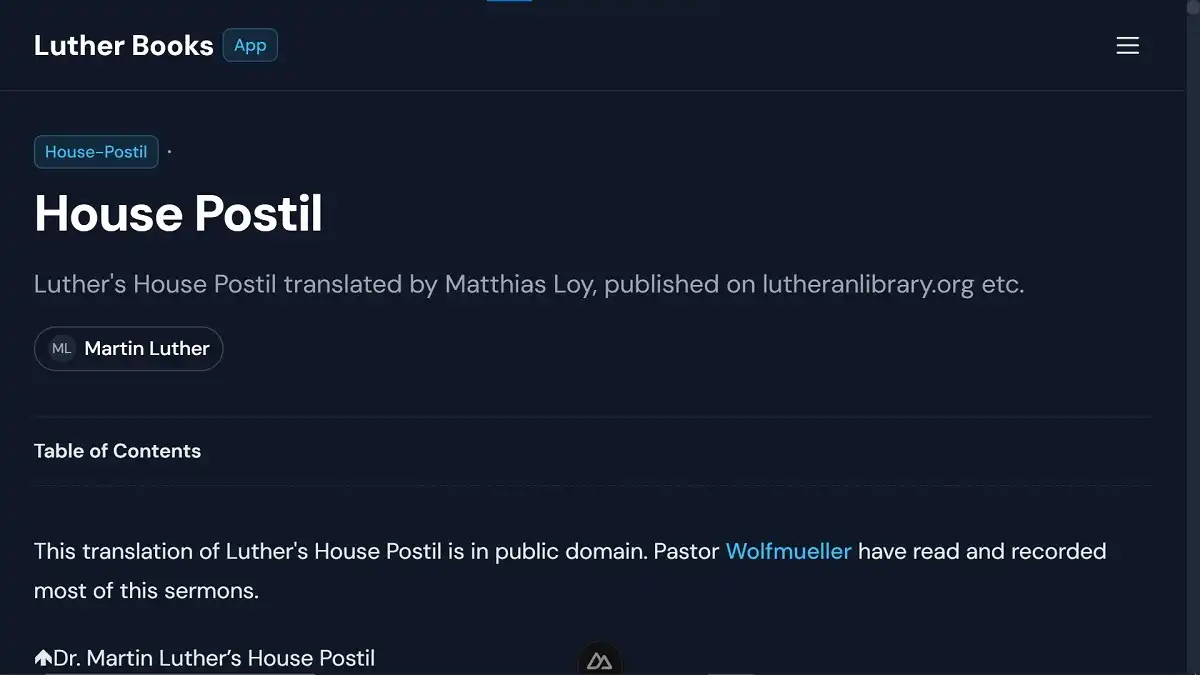 Luther Books App
House-Postil ·
House Postil
Luther's House Postil translated by Matthias Loy, published on lutheranlibrary.org etc.
ML Martin Luther
Table of Contents
This translation of Luther's House Postil is in public domain. Pastor Wolfmueller have read and recorded
most of this sermons.
Dr. Martin Luther’s House Postil